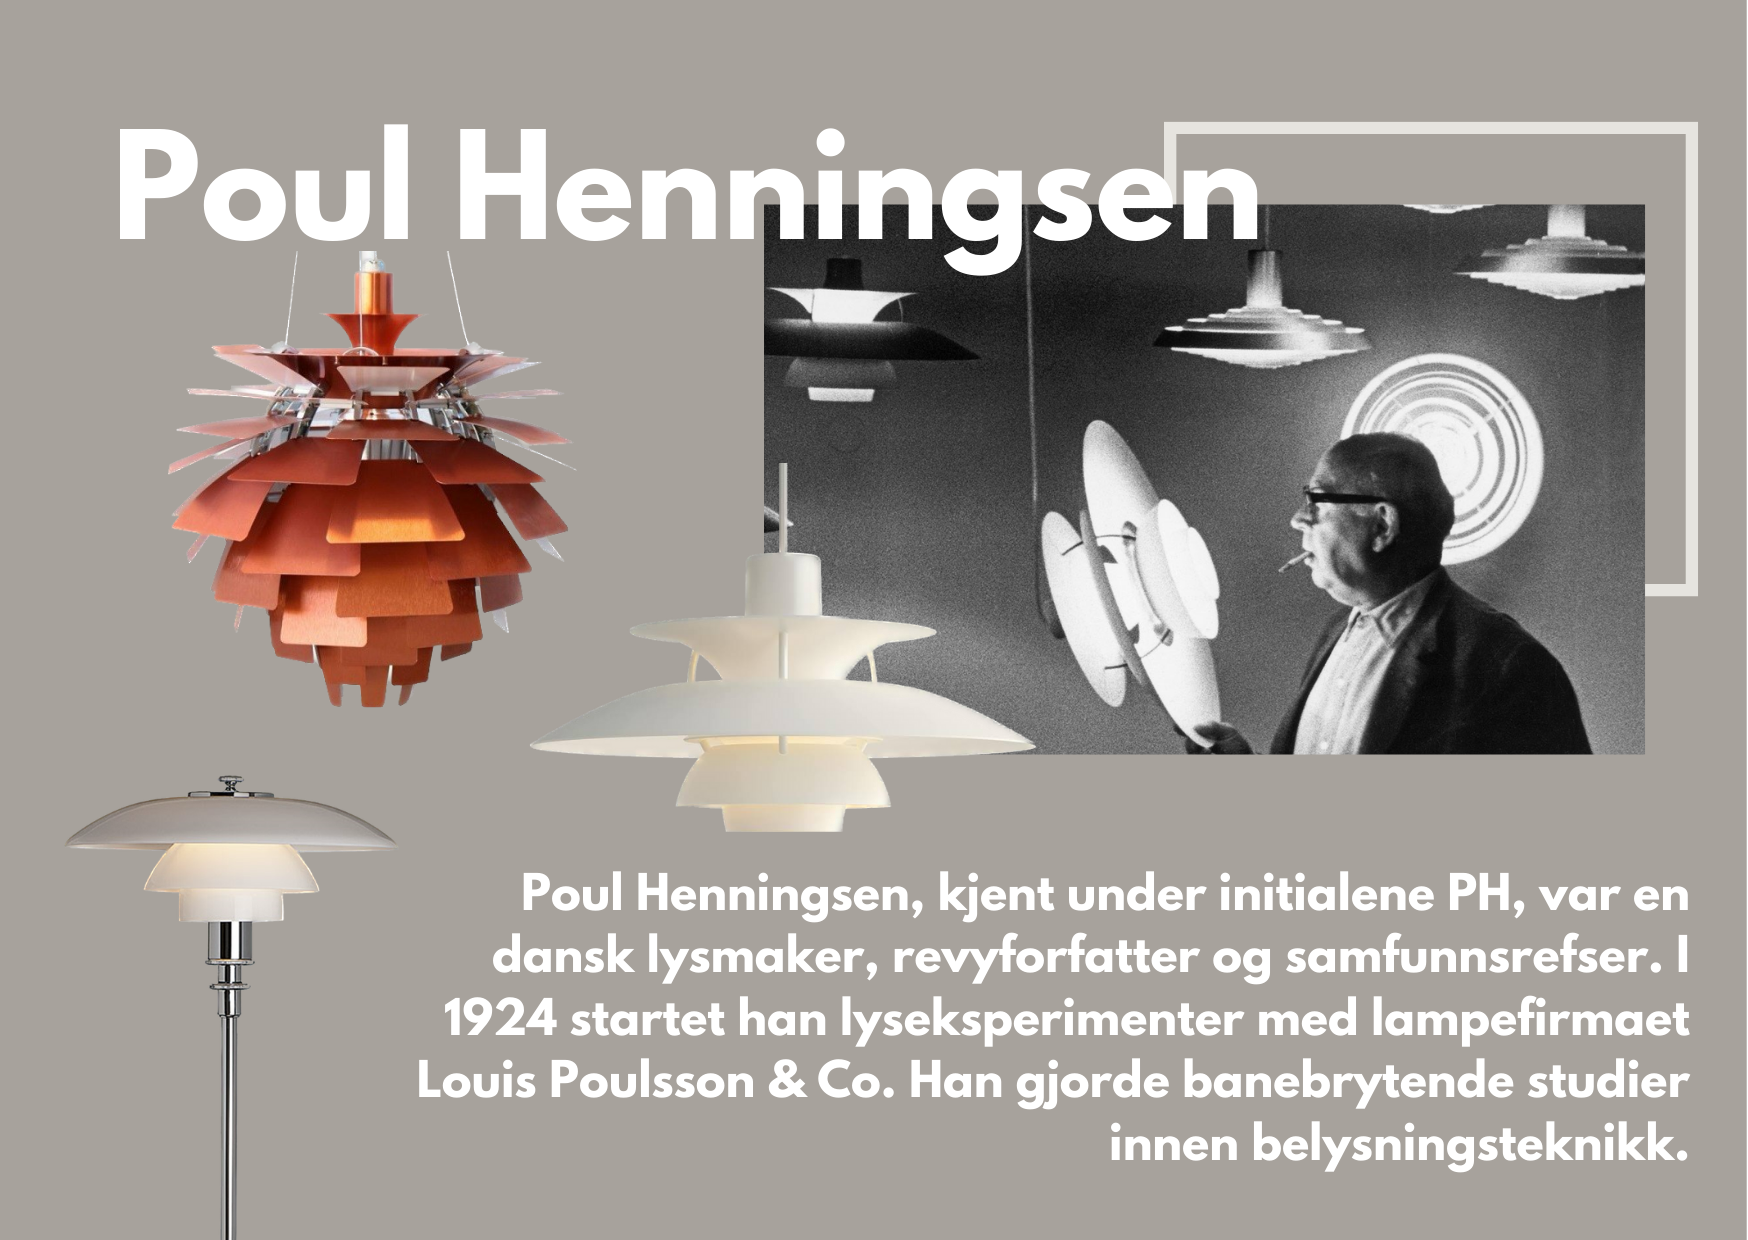 Poul Henningsen
Poul Henningsen, kjent under initialene PH, var en
dansk lysmaker, revyforfatter og samfunnsrefser. I
1924 startet han lyseksperimenter med lampefirmaet
Louis Poulsson & Co. Han gjorde banebrytende studier
innen belysningsteknikk.